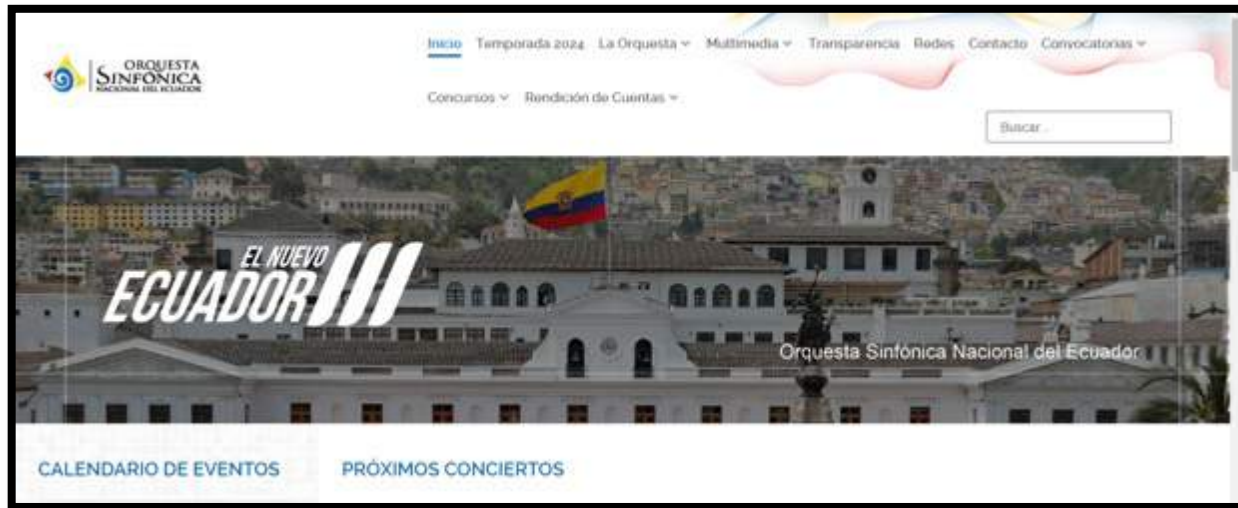 ORQUESTA
SINFÓNICA
NACIONAL DEL ECUADOR
Inicio Temporada 2024 La Orquesta Multimedia Transparencia Redes Contacto Convocatorias
Concursos Rendición de Cuentas
Buscar...
EL NUEVO
ECUADOR
Orquesta Sinfónica Nacional del Ecuador
CALENDARIO DE EVENTOS PRÓXIMOS CONCIERTOS